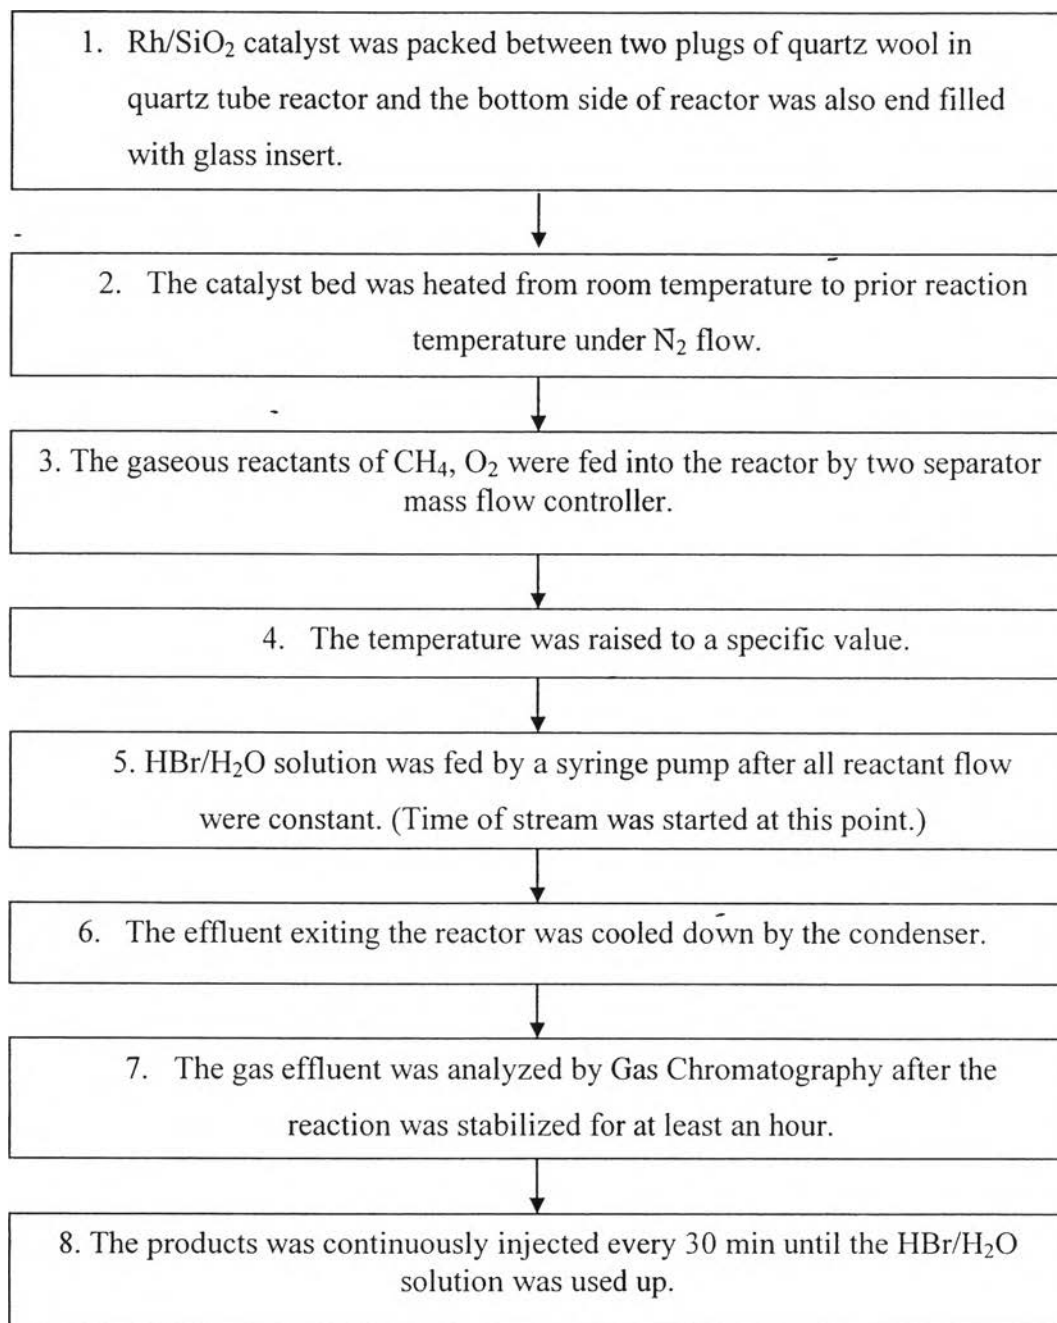 1. Rh/SiO₂ catalyst was packed between two plugs of quartz wool in
quartz tube reactor and the bottom side of reactor was also end filled
with glass insert.
2. The catalyst bed was heated from room temperature to prior reaction
temperature under N₂ flow.
3. The gaseous reactants of CH₄, O₂ were fed into the reactor by two separator
mass flow controller.
4. The temperature was raised to a specific value.
5. HBr/H₂O solution was fed by a syringe pump after all reactant flow
were constant. (Time of stream was started at this point.)
6. The effluent exiting the reactor was cooled down by the condenser.
7. The gas effluent was analyzed by Gas Chromatography after the
reaction was stabilized for at least an hour.
8. The products was continuously injected every 30 min until the HBr/H₂O
solution was used up.